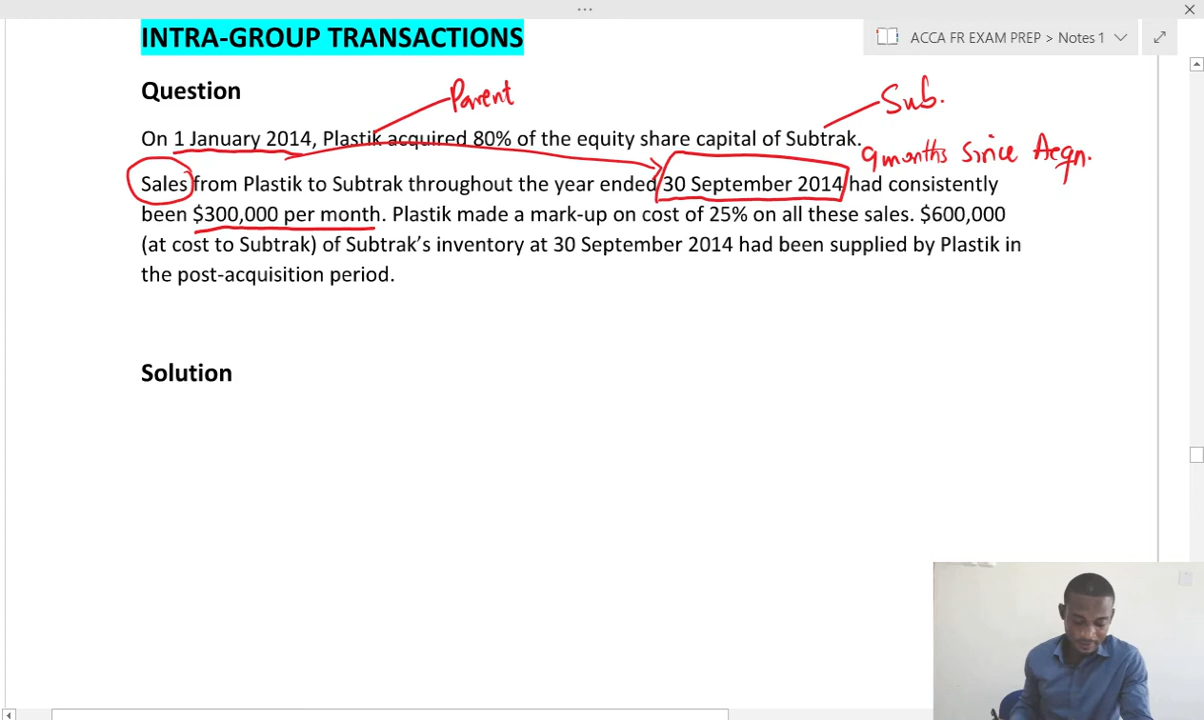 INTRA-GROUP TRANSACTIONS
ACCA FR EXAM PREP > Notes 1
Question
Parent
Sub.
On 1 January 2014, Plastik acquired 80% of the equity share capital of Subtrak.
9months Since Acqn.
Sales from Plastik to Subtrak throughout the year ended 30 September 2014 had consistently
been $300,000 per month. Plastik made a mark-up on cost of 25% on all these sales. $600,000
(at cost to Subtrak) of Subtrak’s inventory at 30 September 2014 had been supplied by Plastik in
the post-acquisition period.
Solution